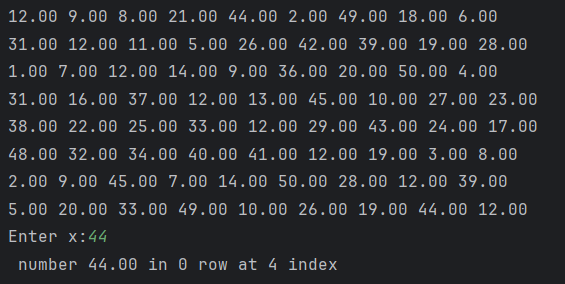 12.00 9.00 8.00 21.00 44.00 2.00 49.00 18.00 6.00
31.00 12.00 11.00 5.00 26.00 42.00 39.00 19.00 28.00
1.00 7.00 12.00 14.00 9.00 36.00 20.00 50.00 4.00
31.00 16.00 37.00 12.00 13.00 45.00 10.00 27.00 23.00
38.00 22.00 25.00 33.00 12.00 29.00 43.00 24.00 17.00
48.00 32.00 34.00 40.00 41.00 12.00 19.00 3.00 8.00
2.00 9.00 45.00 7.00 14.00 50.00 28.00 12.00 39.00
5.00 20.00 33.00 49.00 10.00 26.00 19.00 44.00 12.00
Enter x:44
number 44.00 in 0 row at 4 index